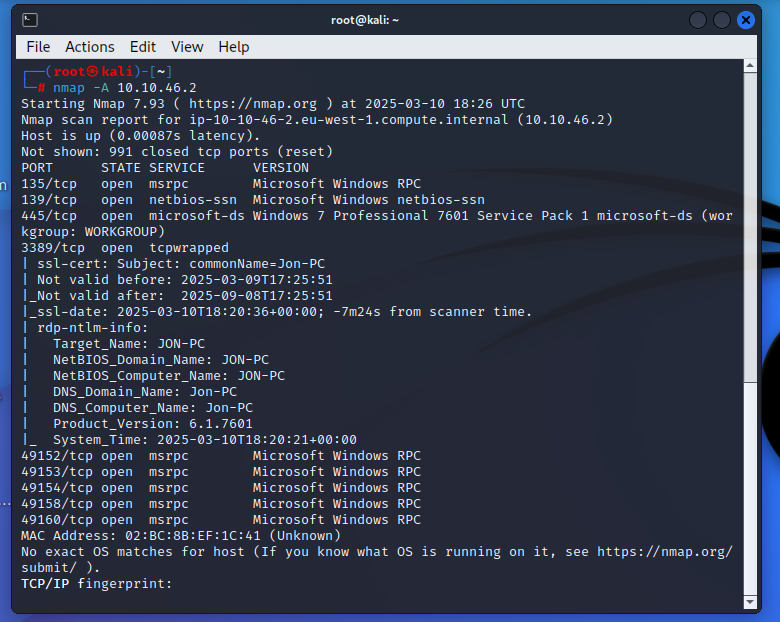 root@kali: ~
File Actions Edit View Help
┌──(root㉿kali)-[~]
└─# nmap -A 10.10.46.2
Starting Nmap 7.93 ( https://nmap.org ) at 2025-03-10 18:26 UTC
Nmap scan report for ip-10-10-46-2.eu-west-1.compute.internal (10.10.46.2)
Host is up (0.00087s latency).
Not shown: 991 closed tcp ports (reset)
PORT      STATE SERVICE      VERSION
135/tcp   open  msrpc        Microsoft Windows RPC
139/tcp   open  netbios-ssn  Microsoft Windows netbios-ssn
445/tcp   open  microsoft-ds Windows 7 Professional 7601 Service Pack 1 microsoft-ds (wor
kgroup: WORKGROUP)
3389/tcp  open  tcpwrapped
| ssl-cert: Subject: commonName=Jon-PC
| Not valid before: 2025-03-09T17:25:51
|_Not valid after:  2025-09-08T17:25:51
|_ssl-date: 2025-03-10T18:20:36+00:00; -7m24s from scanner time.
| rdp-ntlm-info:
|   Target_Name: JON-PC
|   NetBIOS_Domain_Name: JON-PC
|   NetBIOS_Computer_Name: JON-PC
|   DNS_Domain_Name: Jon-PC
|   DNS_Computer_Name: Jon-PC
|   Product_Version: 6.1.7601
|_  System_Time: 2025-03-10T18:20:21+00:00
49152/tcp open  msrpc        Microsoft Windows RPC
49153/tcp open  msrpc        Microsoft Windows RPC
49154/tcp open  msrpc        Microsoft Windows RPC
49158/tcp open  msrpc        Microsoft Windows RPC
49160/tcp open  msrpc        Microsoft Windows RPC
MAC Address: 02:BC:8B:EF:1C:41 (Unknown)
No exact OS matches for host (If you know what OS is running on it, see https://nmap.org/
submit/ ).
TCP/IP fingerprint: